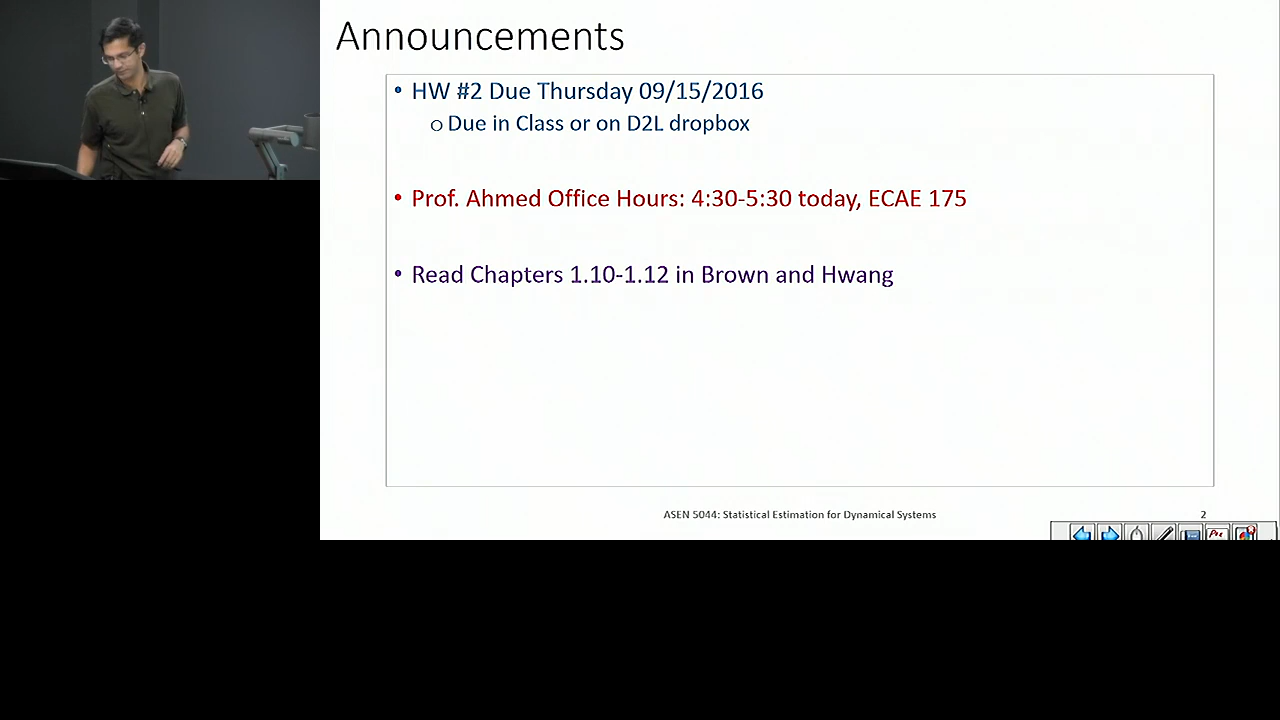 Announcements
• HW #2 Due Thursday 09/15/2016
o Due in Class or on D2L dropbox
• Prof. Ahmed Office Hours: 4:30-5:30 today, ECAE 175
• Read Chapters 1.10-1.12 in Brown and Hwang
ASEN 5044: Statistical Estimation for Dynamical Systems
2